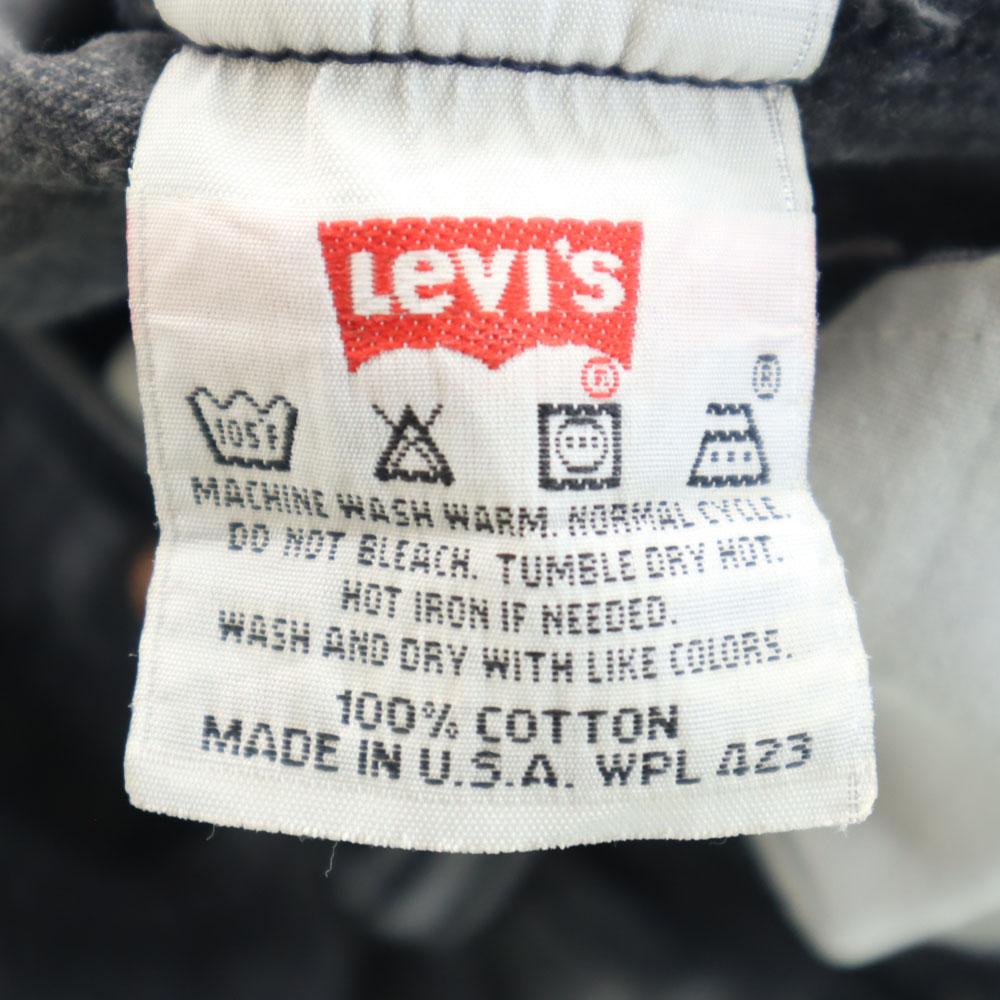 LEVI'S
®
®
105F
MACHINE WASH WARM. NORMAL CYCLE.
DO NOT BLEACH. TUMBLE DRY HOT.
HOT IRON IF NEEDED.
WASH AND DRY WITH LIKE COLORS.
100% COTTON
MADE IN U.S.A. WPL 423